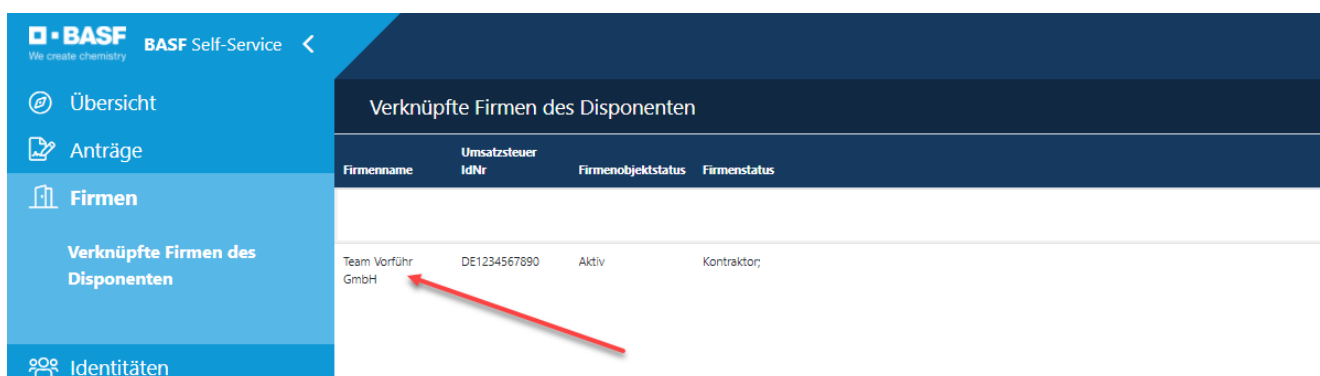 BASF
We create chemistry
BASF Self-Service
Übersicht
Anträge
Firmen
Verknüpfte Firmen des
Disponenten
Identitäten
Verknüpfte Firmen des Disponenten
Firmenname
Umsatzsteuer
IdNr
Firmenobjektstatus
Firmenstatus
Team Vorführ
GmbH
DE1234567890
Aktiv
Kontraktor;